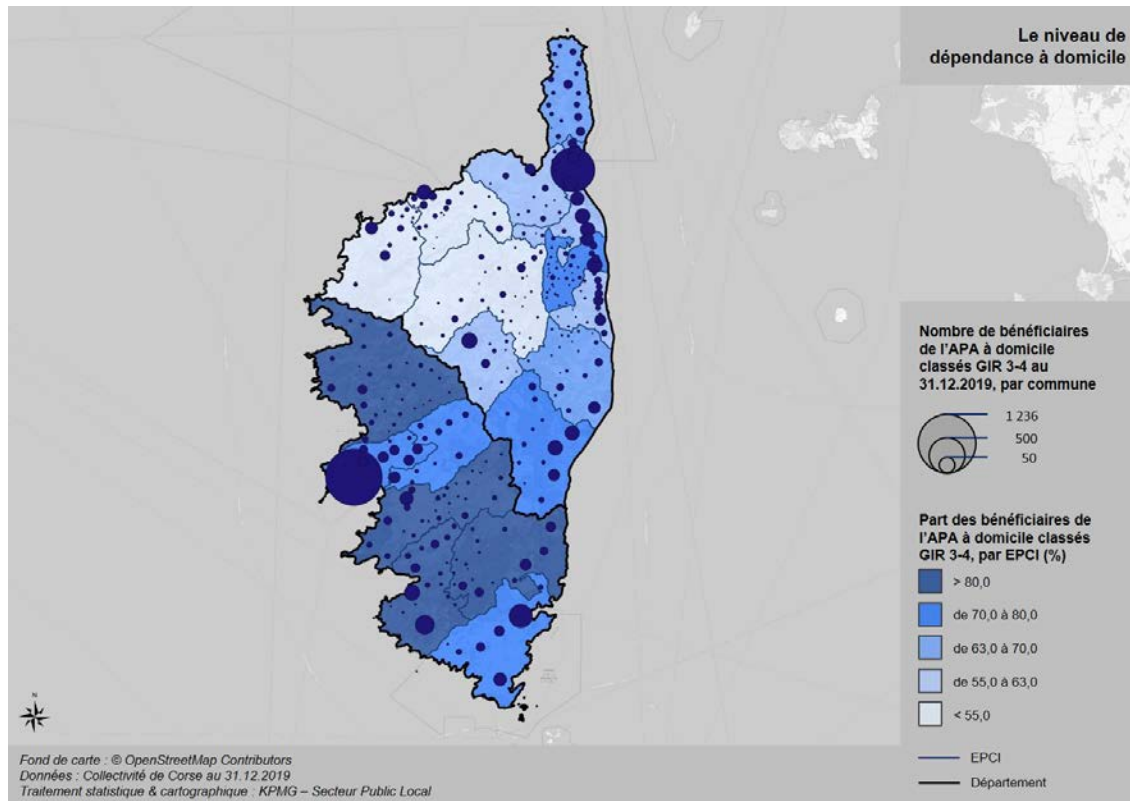 Le niveau de
dépendance à domicile
Nombre de bénéficiaires
de l'APA à domicile
classés GIR 3-4 au
31.12.2019, par commune
1 236
500
50
Part des bénéficiaires de
l'APA à domicile classés
GIR 3-4, par EPCI (%)
> 80,0
de 70,0 à 80,0
de 63,0 à 70,0
de 55,0 à 63,0
< 55,0
EPCI
Département
N
Fond de carte : © OpenStreetMap Contributors
Données : Collectivité de Corse au 31.12.2019
Traitement statistique & cartographique : KPMG – Secteur Public Local